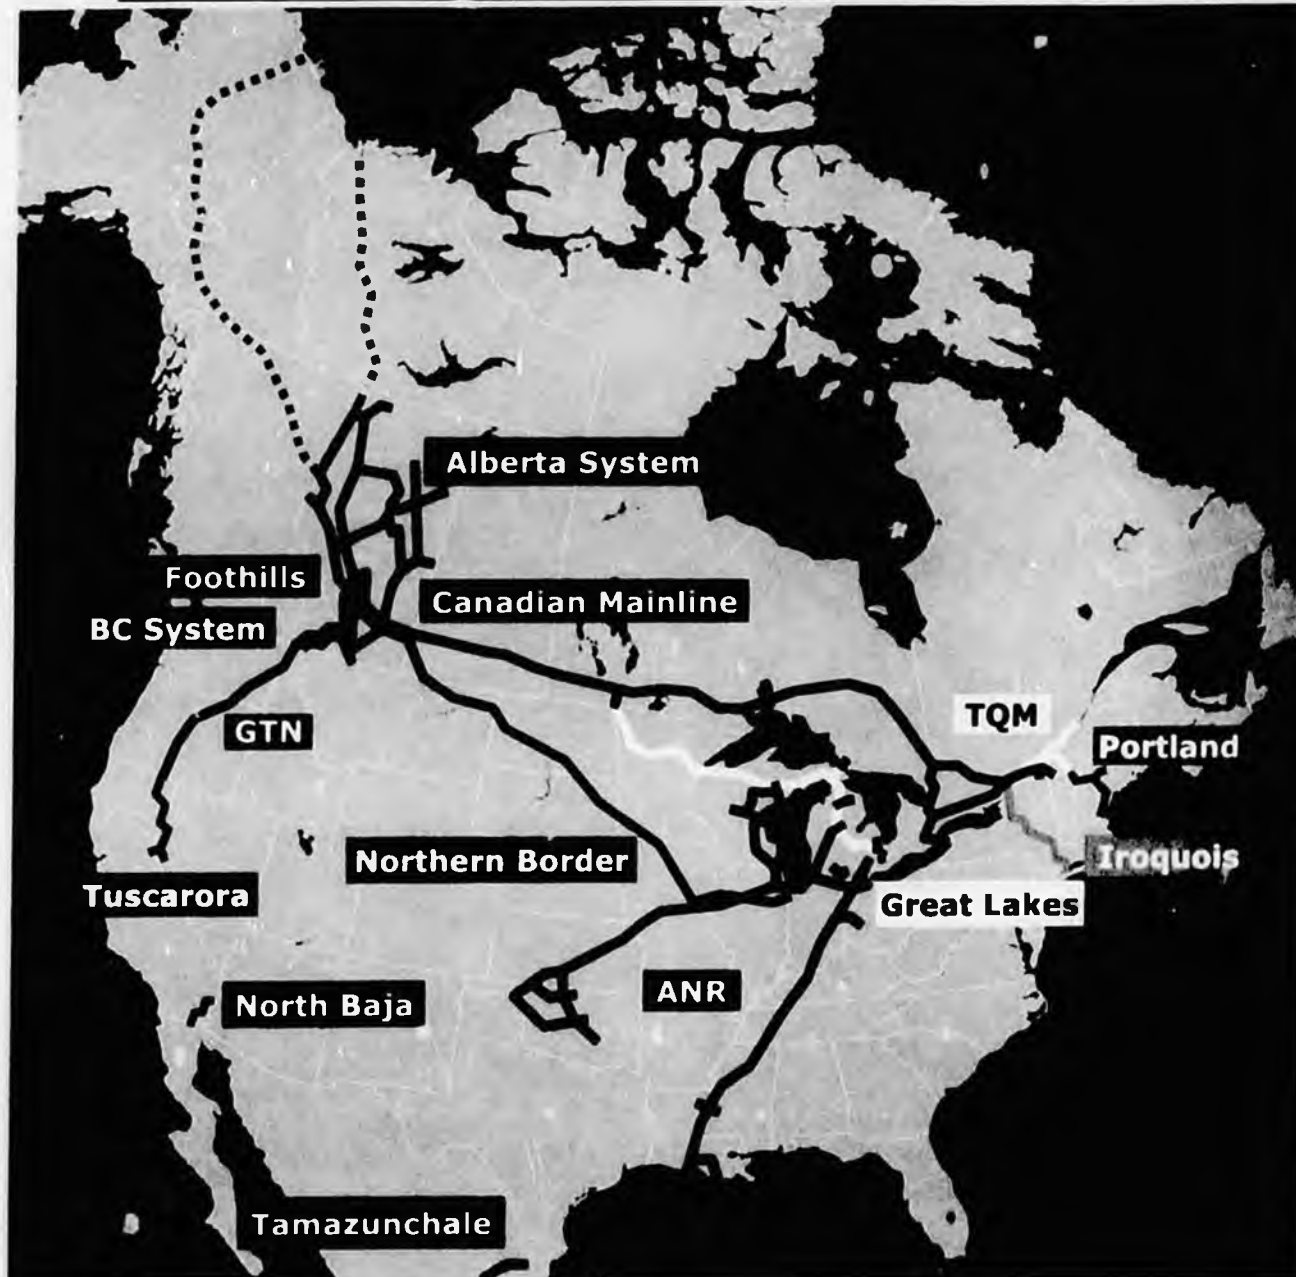 Alberta System
Foothills
Canadian Mainline
BC System
TQM
GTN
Portland
Northern Border
Iroquois
Tuscarora
Great Lakes
ANR
North Baja
Tamazunchale